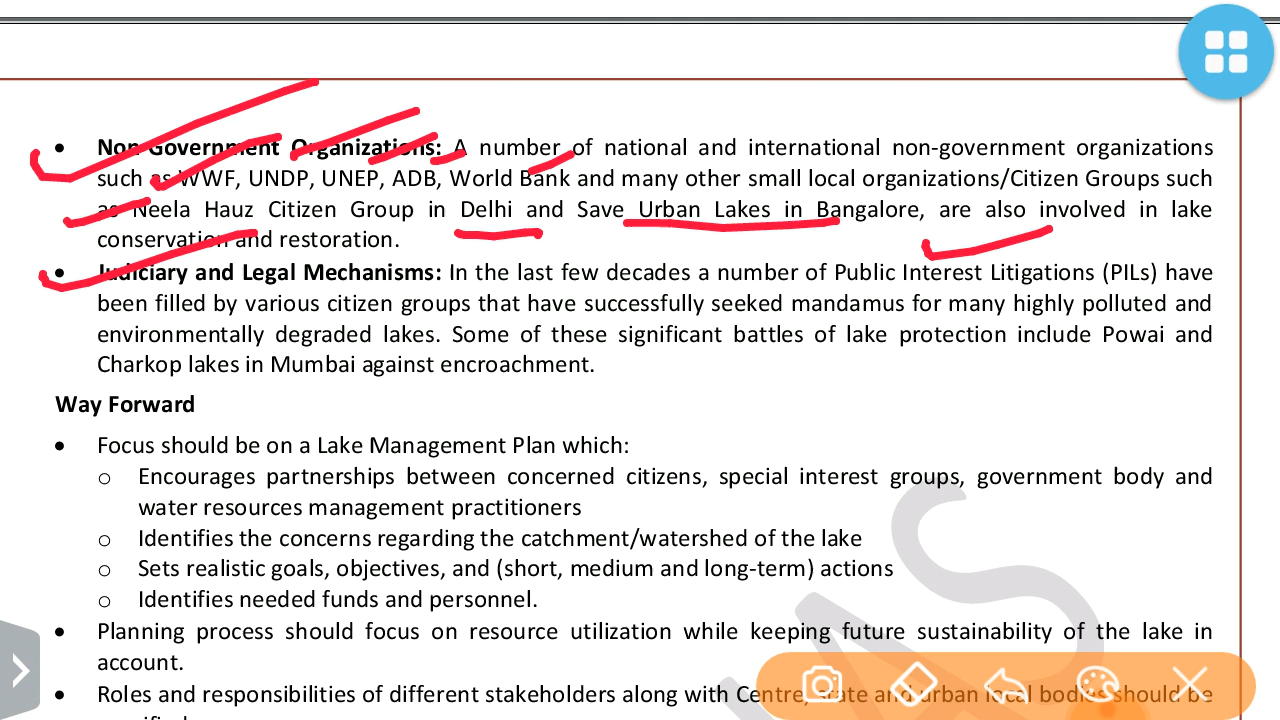 • Non-Government Organizations: A number of national and international non-government organizations
such as WWF, UNDP, UNEP, ADB, World Bank and many other small local organizations/Citizen Groups such
as Neela Hauz Citizen Group in Delhi and Save Urban Lakes in Bangalore, are also involved in lake
conservation and restoration.
• Judiciary and Legal Mechanisms: In the last few decades a number of Public Interest Litigations (PILs) have
been filled by various citizen groups that have successfully seeked mandamus for many highly polluted and
environmentally degraded lakes. Some of these significant battles of lake protection include Powai and
Charkop lakes in Mumbai against encroachment.
Way Forward
• Focus should be on a Lake Management Plan which:
o Encourages partnerships between concerned citizens, special interest groups, government body and
water resources management practitioners
o Identifies the concerns regarding the catchment/watershed of the lake
o Sets realistic goals, objectives, and (short, medium and long-term) actions
o Identifies needed funds and personnel.
• Planning process should focus on resource utilization while keeping future sustainability of the lake in
account.
• Roles and responsibilities of different stakeholders along with Centre, state and urban local bodies should be